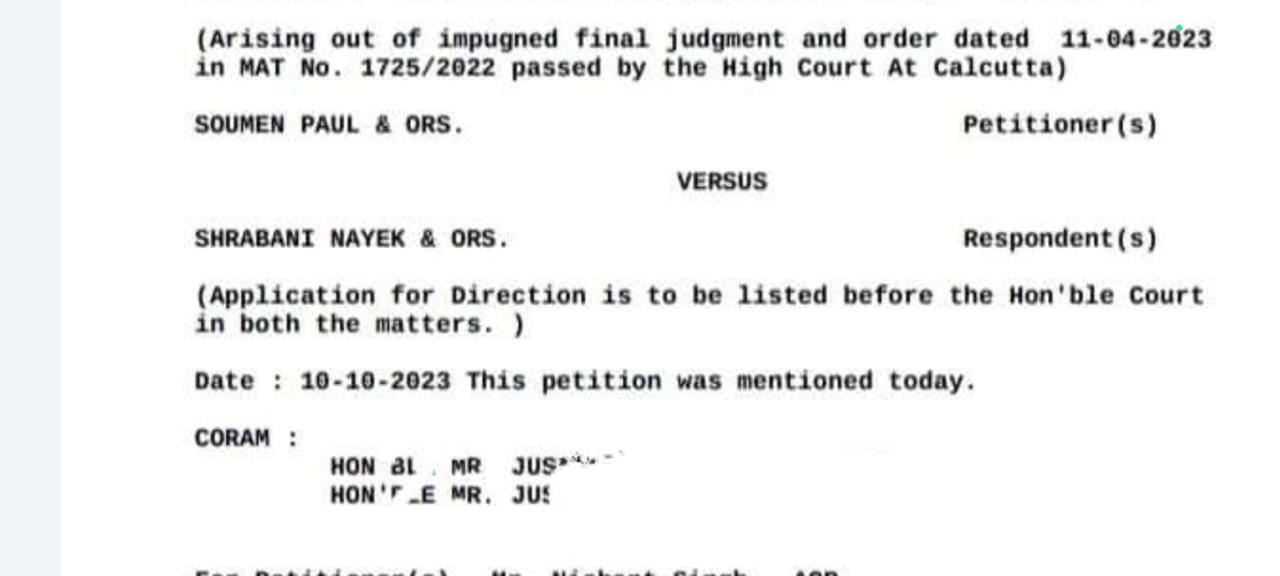 (Arising out of impugned final judgment and order dated 11-04-2023
in MAT No. 1725/2022 passed by the High Court At Calcutta)
SOUMEN PAUL & ORS. Petitioner(s)
VERSUS
SHRABANI NAYEK & ORS. Respondent(s)
(Application for Direction is to be listed before the Hon'ble Court
in both the matters. )
Date : 10-10-2023 This petition was mentioned today.
CORAM :
HON MR
MR.